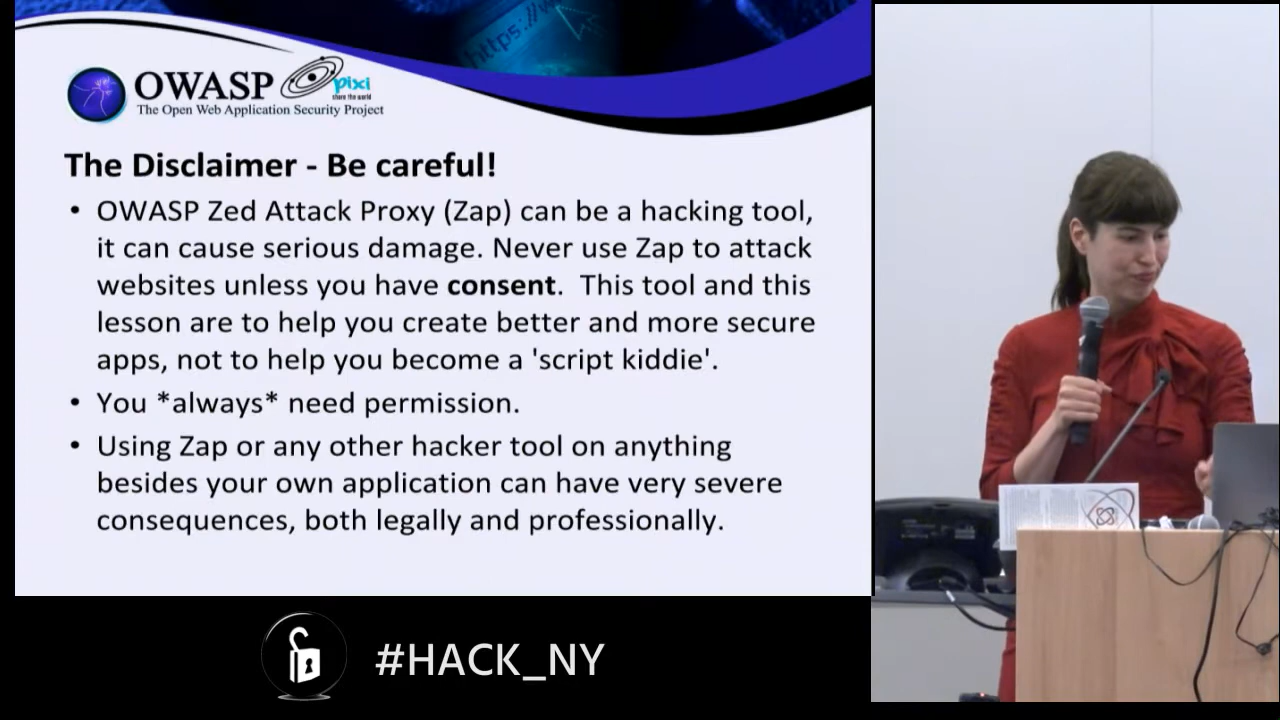 https://w
OWASP
pixi
share the world
The Open Web Application Security Project
The Disclaimer - Be careful!
• OWASP Zed Attack Proxy (Zap) can be a hacking tool,
it can cause serious damage. Never use Zap to attack
websites unless you have consent.  This tool and this
lesson are to help you create better and more secure
apps, not to help you become a 'script kiddie'.
• You *always* need permission.
• Using Zap or any other hacker tool on anything
besides your own application can have very severe
consequences, both legally and professionally.
#HACK_NY